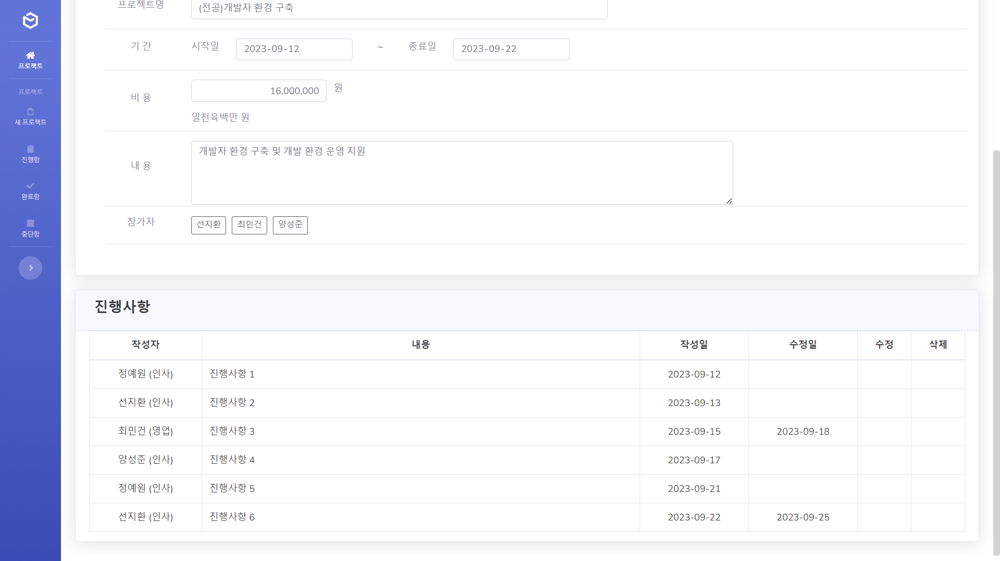 프로젝트명 (전공)개발자 환경 구축
기 간 시작일 2023-09-12 ~ 종료일 2023-09-22
비 용 16,000,000 원
일천육백만 원
내 용 개발자 환경 구축 및 개발 환경 운영 지원
참가자 선지환 최민건 양성준
프로젝트
프로젝트
새 프로젝트
진행함
완료함
중단함
진행사항
작성자 내용 작성일 수정일 수정 삭제
정예원 (인사) 진행사항 1 2023-09-12
선지환 (인사) 진행사항 2 2023-09-13
최민건 (영업) 진행사항 3 2023-09-15 2023-09-18
양성준 (인사) 진행사항 4 2023-09-17
정예원 (인사) 진행사항 5 2023-09-21
선지환 (인사) 진행사항 6 2023-09-22 2023-09-25